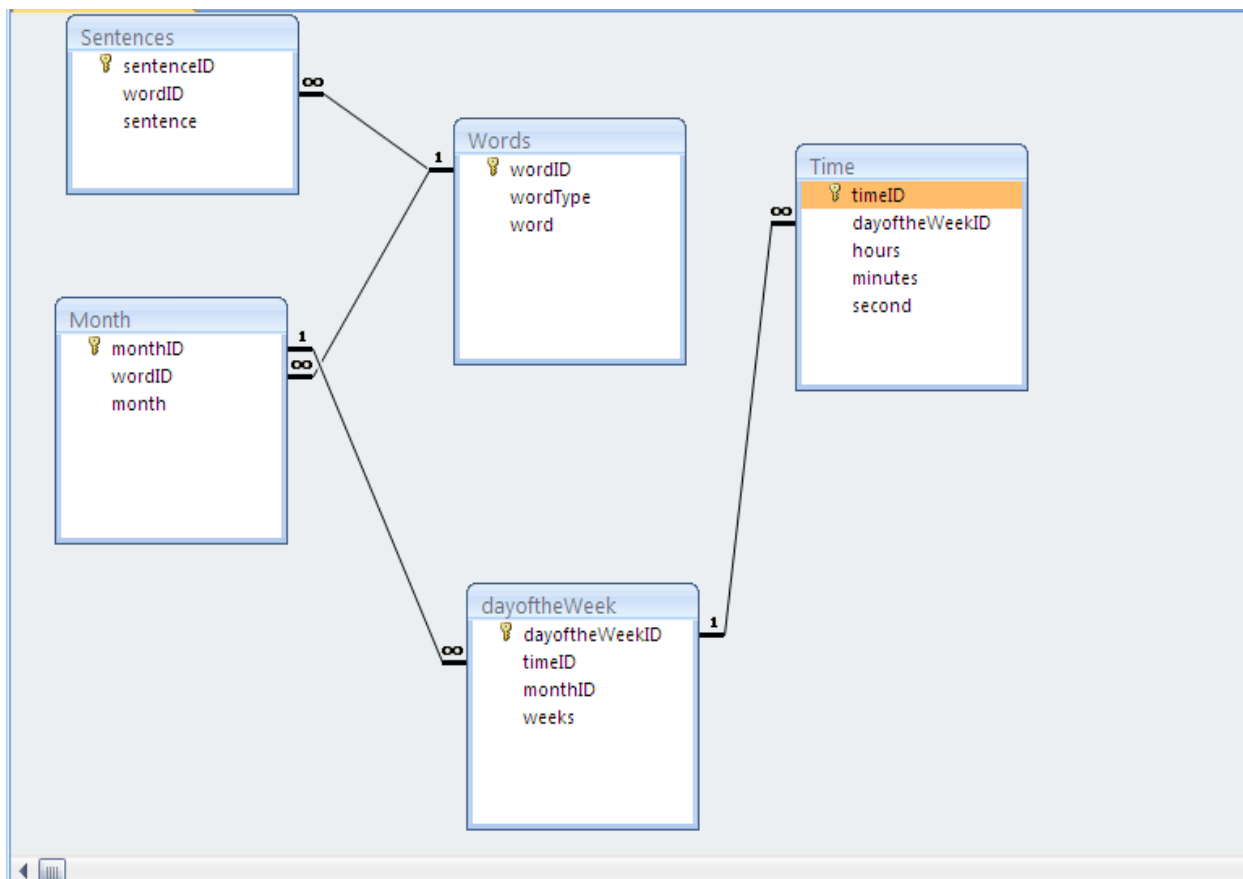 Sentences
sentenceID
wordID
sentence
∞
1
Words
wordID
wordType
word
Time
timeID
dayoftheWeekID
hours
minutes
second
∞
Month
monthID
wordID
month
1
∞
dayoftheWeek
dayoftheWeekID
timeID
monthID
weeks
∞
1